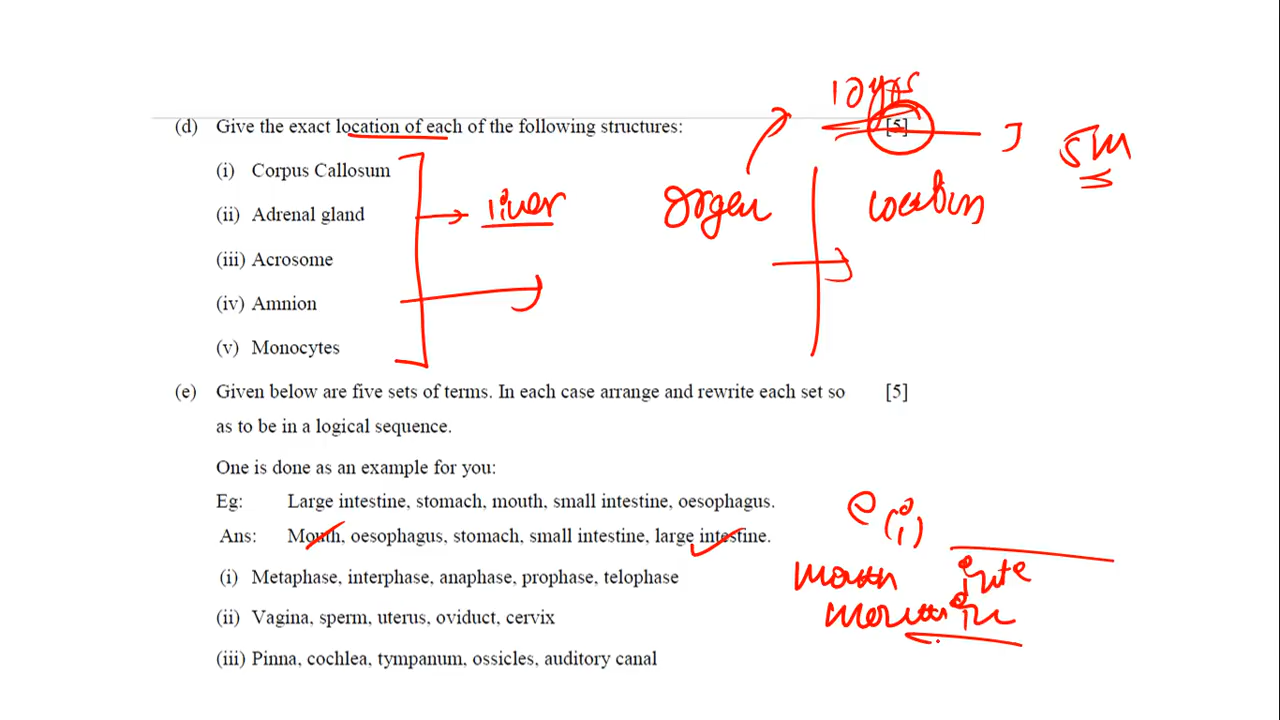 10 yrs
(d) Give the exact location of each of the following structures: [5]
5M
(i) Corpus Callosum
liver
organ
location
(ii) Adrenal gland
(iii) Acrosome
(iv) Amnion
(v) Monocytes
(e) Given below are five sets of terms. In each case arrange and rewrite each set so [5]
as to be in a logical sequence.
One is done as an example for you:
Eg: Large intestine, stomach, mouth, small intestine, oesophagus.
e (i)
Ans: Mouth, oesophagus, stomach, small intestine, large intestine.
(i) Metaphase, interphase, anaphase, prophase, telophase
mouth
(ii) Vagina, sperm, uterus, oviduct, cervix
(iii) Pinna, cochlea, tympanum, ossicles, auditory canal